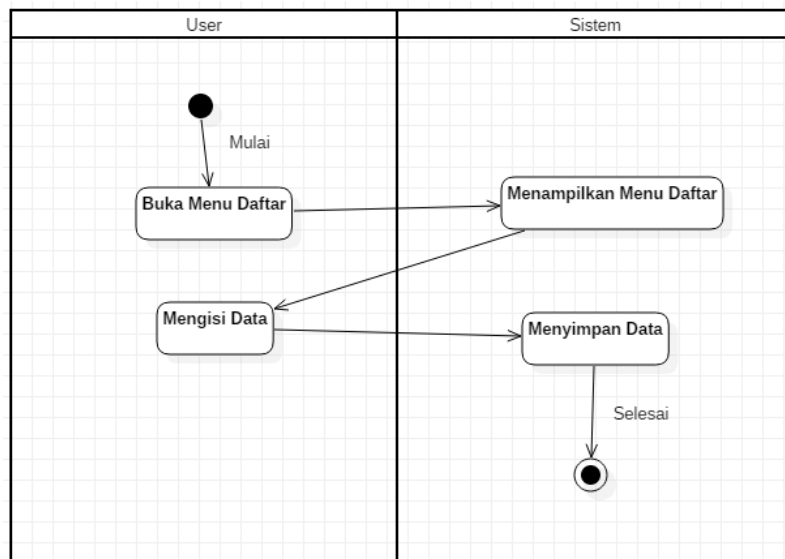 User
Sistem
Mulai
Buka Menu Daftar
Menampilkan Menu Daftar
Mengisi Data
Menyimpan Data
Selesai